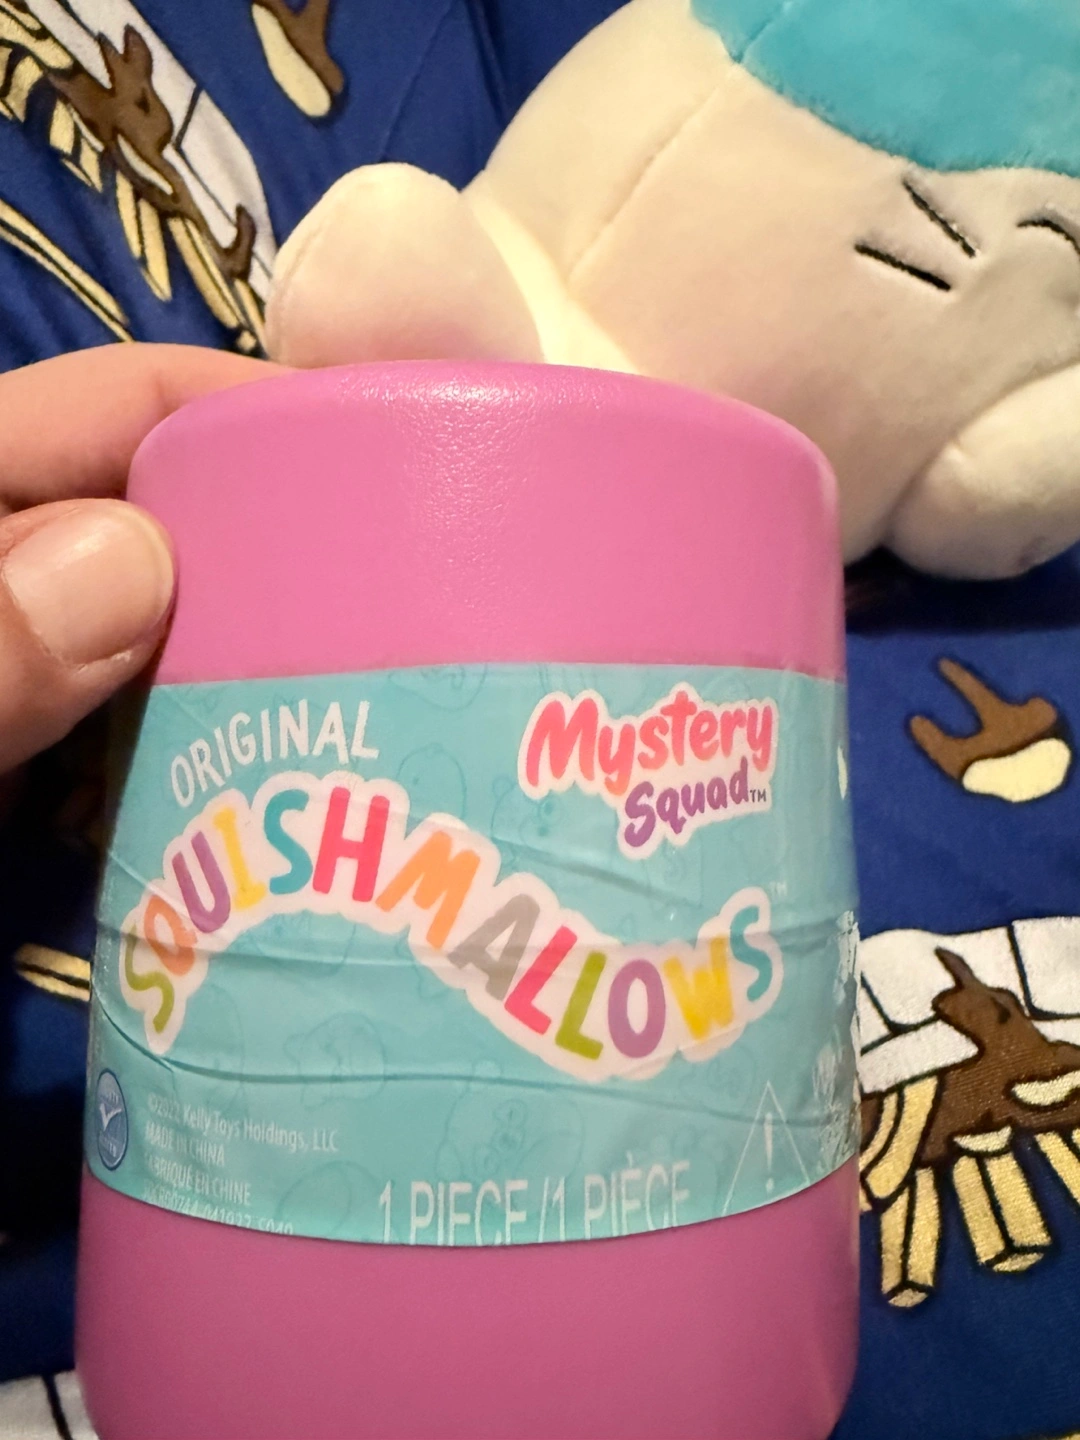 ORIGINAL
SQUISHMALLOWS™
Mystery
Squad™
©2022 Kelly Toys Holdings, LLC
MADE IN CHINA
FABRIQUÉ EN CHINE
1 PIECE / 1 PIÈCE
!